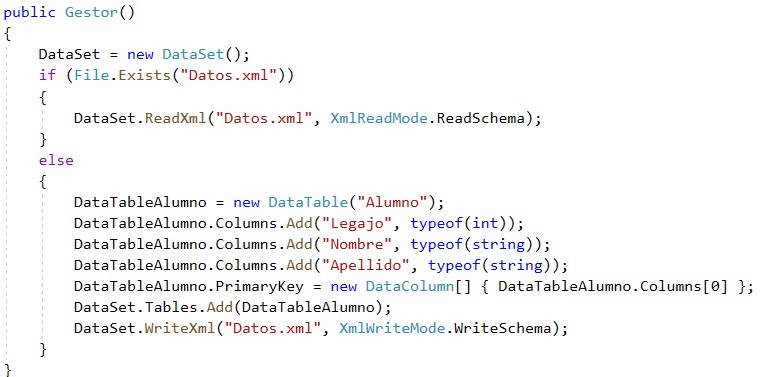 public Gestor()
{
    DataSet = new DataSet();
    if (File.Exists("Datos.xml"))
    {
        DataSet.ReadXml("Datos.xml", XmlReadMode.ReadSchema);
    }
    else
    {
        DataTableAlumno = new DataTable("Alumno");
        DataTableAlumno.Columns.Add("Legajo", typeof(int));
        DataTableAlumno.Columns.Add("Nombre", typeof(string));
        DataTableAlumno.Columns.Add("Apellido", typeof(string));
        DataTableAlumno.PrimaryKey = new DataColumn[] { DataTableAlumno.Columns[0] };
        DataSet.Tables.Add(DataTableAlumno);
        DataSet.WriteXml("Datos.xml", XmlWriteMode.WriteSchema);
    }
}